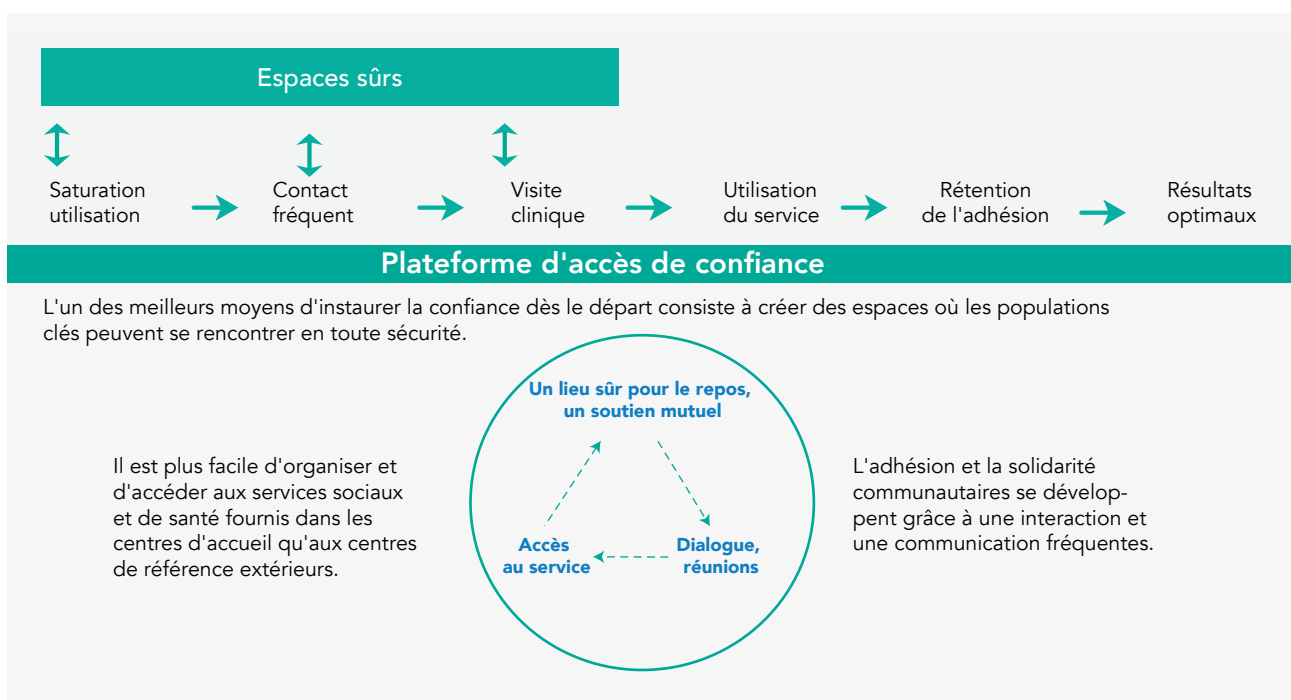 Espaces sûrs
Saturation
utilisation
Contact
fréquent
Visite
clinique
Utilisation
du service
Rétention
de l'adhésion
Résultats
optimaux
Plateforme d'accès de confiance
L'un des meilleurs moyens d'instaurer la confiance dès le départ consiste à créer des espaces où les populations
clés peuvent se rencontrer en toute sécurité.
Un lieu sûr pour le repos,
un soutien mutuel
Il est plus facile d'organiser et
d'accéder aux services sociaux
et de santé fournis dans les
centres d'accueil qu'aux centres
de référence extérieurs.
Accès
au service
Dialogue,
réunions
L'adhésion et la solidarité
communautaires se dévelop-
pent grâce à une interaction et
une communication fréquentes.